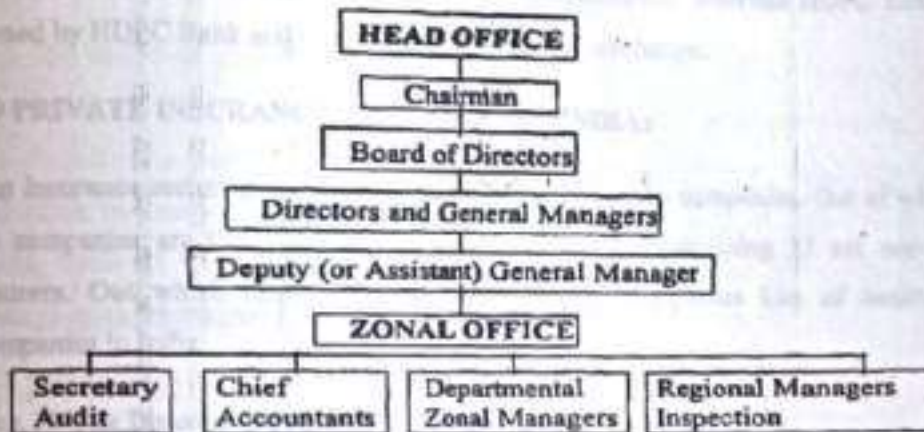 HEAD OFFICE
Chairman
Board of Directors
Directors and General Managers
Deputy (or Assistant) General Manager
ZONAL OFFICE
Secretary Audit
Chief Accountants
Departmental Zonal Managers
Regional Managers Inspection